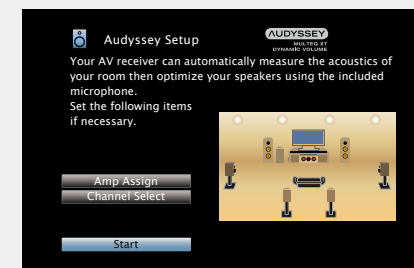 Audyssey Setup
AUDYSSEY
MULTEQ XT
DYNAMIC VOLUME
Your AV receiver can automatically measure the acoustics of
your room then optimize your speakers using the included
microphone.
Set the following items
if necessary.
Amp Assign
Channel Select
Start